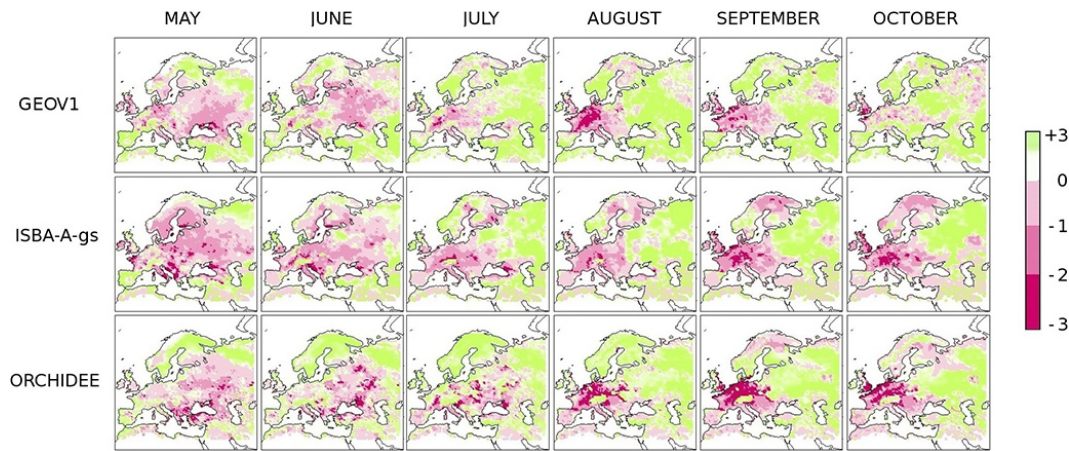 MAY JUNE JULY AUGUST SEPTEMBER OCTOBER
GEOV1
ISBA-A-gs
ORCHIDEE
+3
0
-1
-2
-3